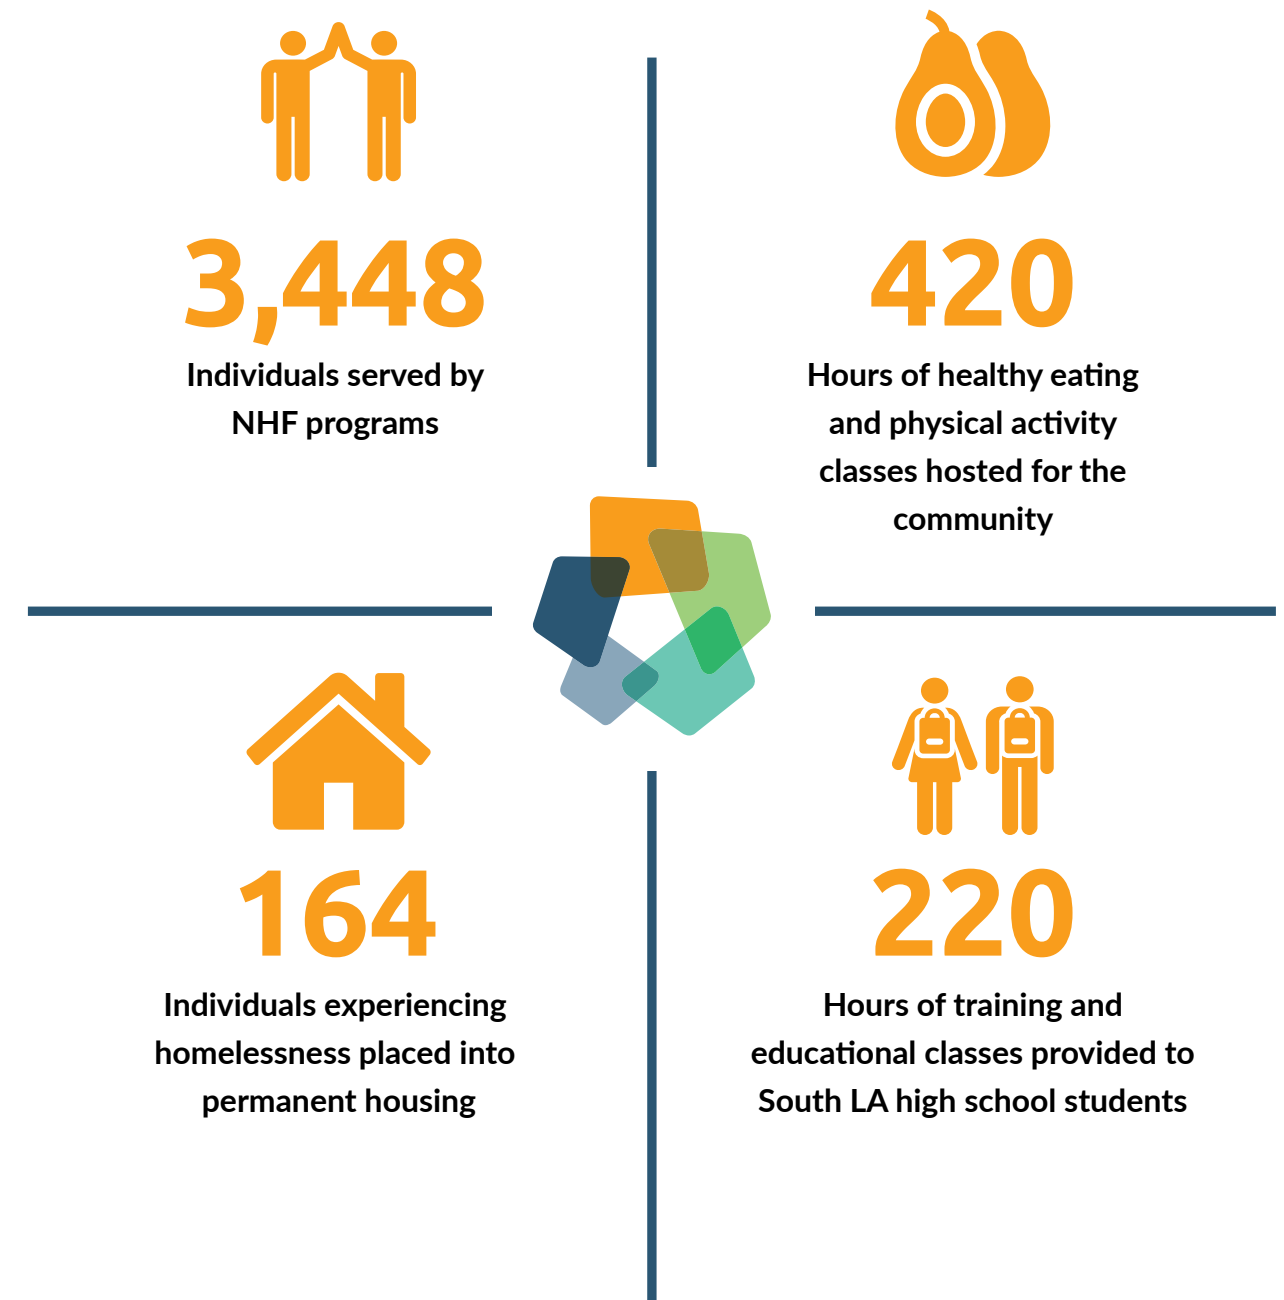 3,448
Individuals served by
NHF programs
420
Hours of healthy eating
and physical activity
classes hosted for the
community
164
Individuals experiencing
homelessness placed into
permanent housing
220
Hours of training and
educational classes provided to
South LA high school students